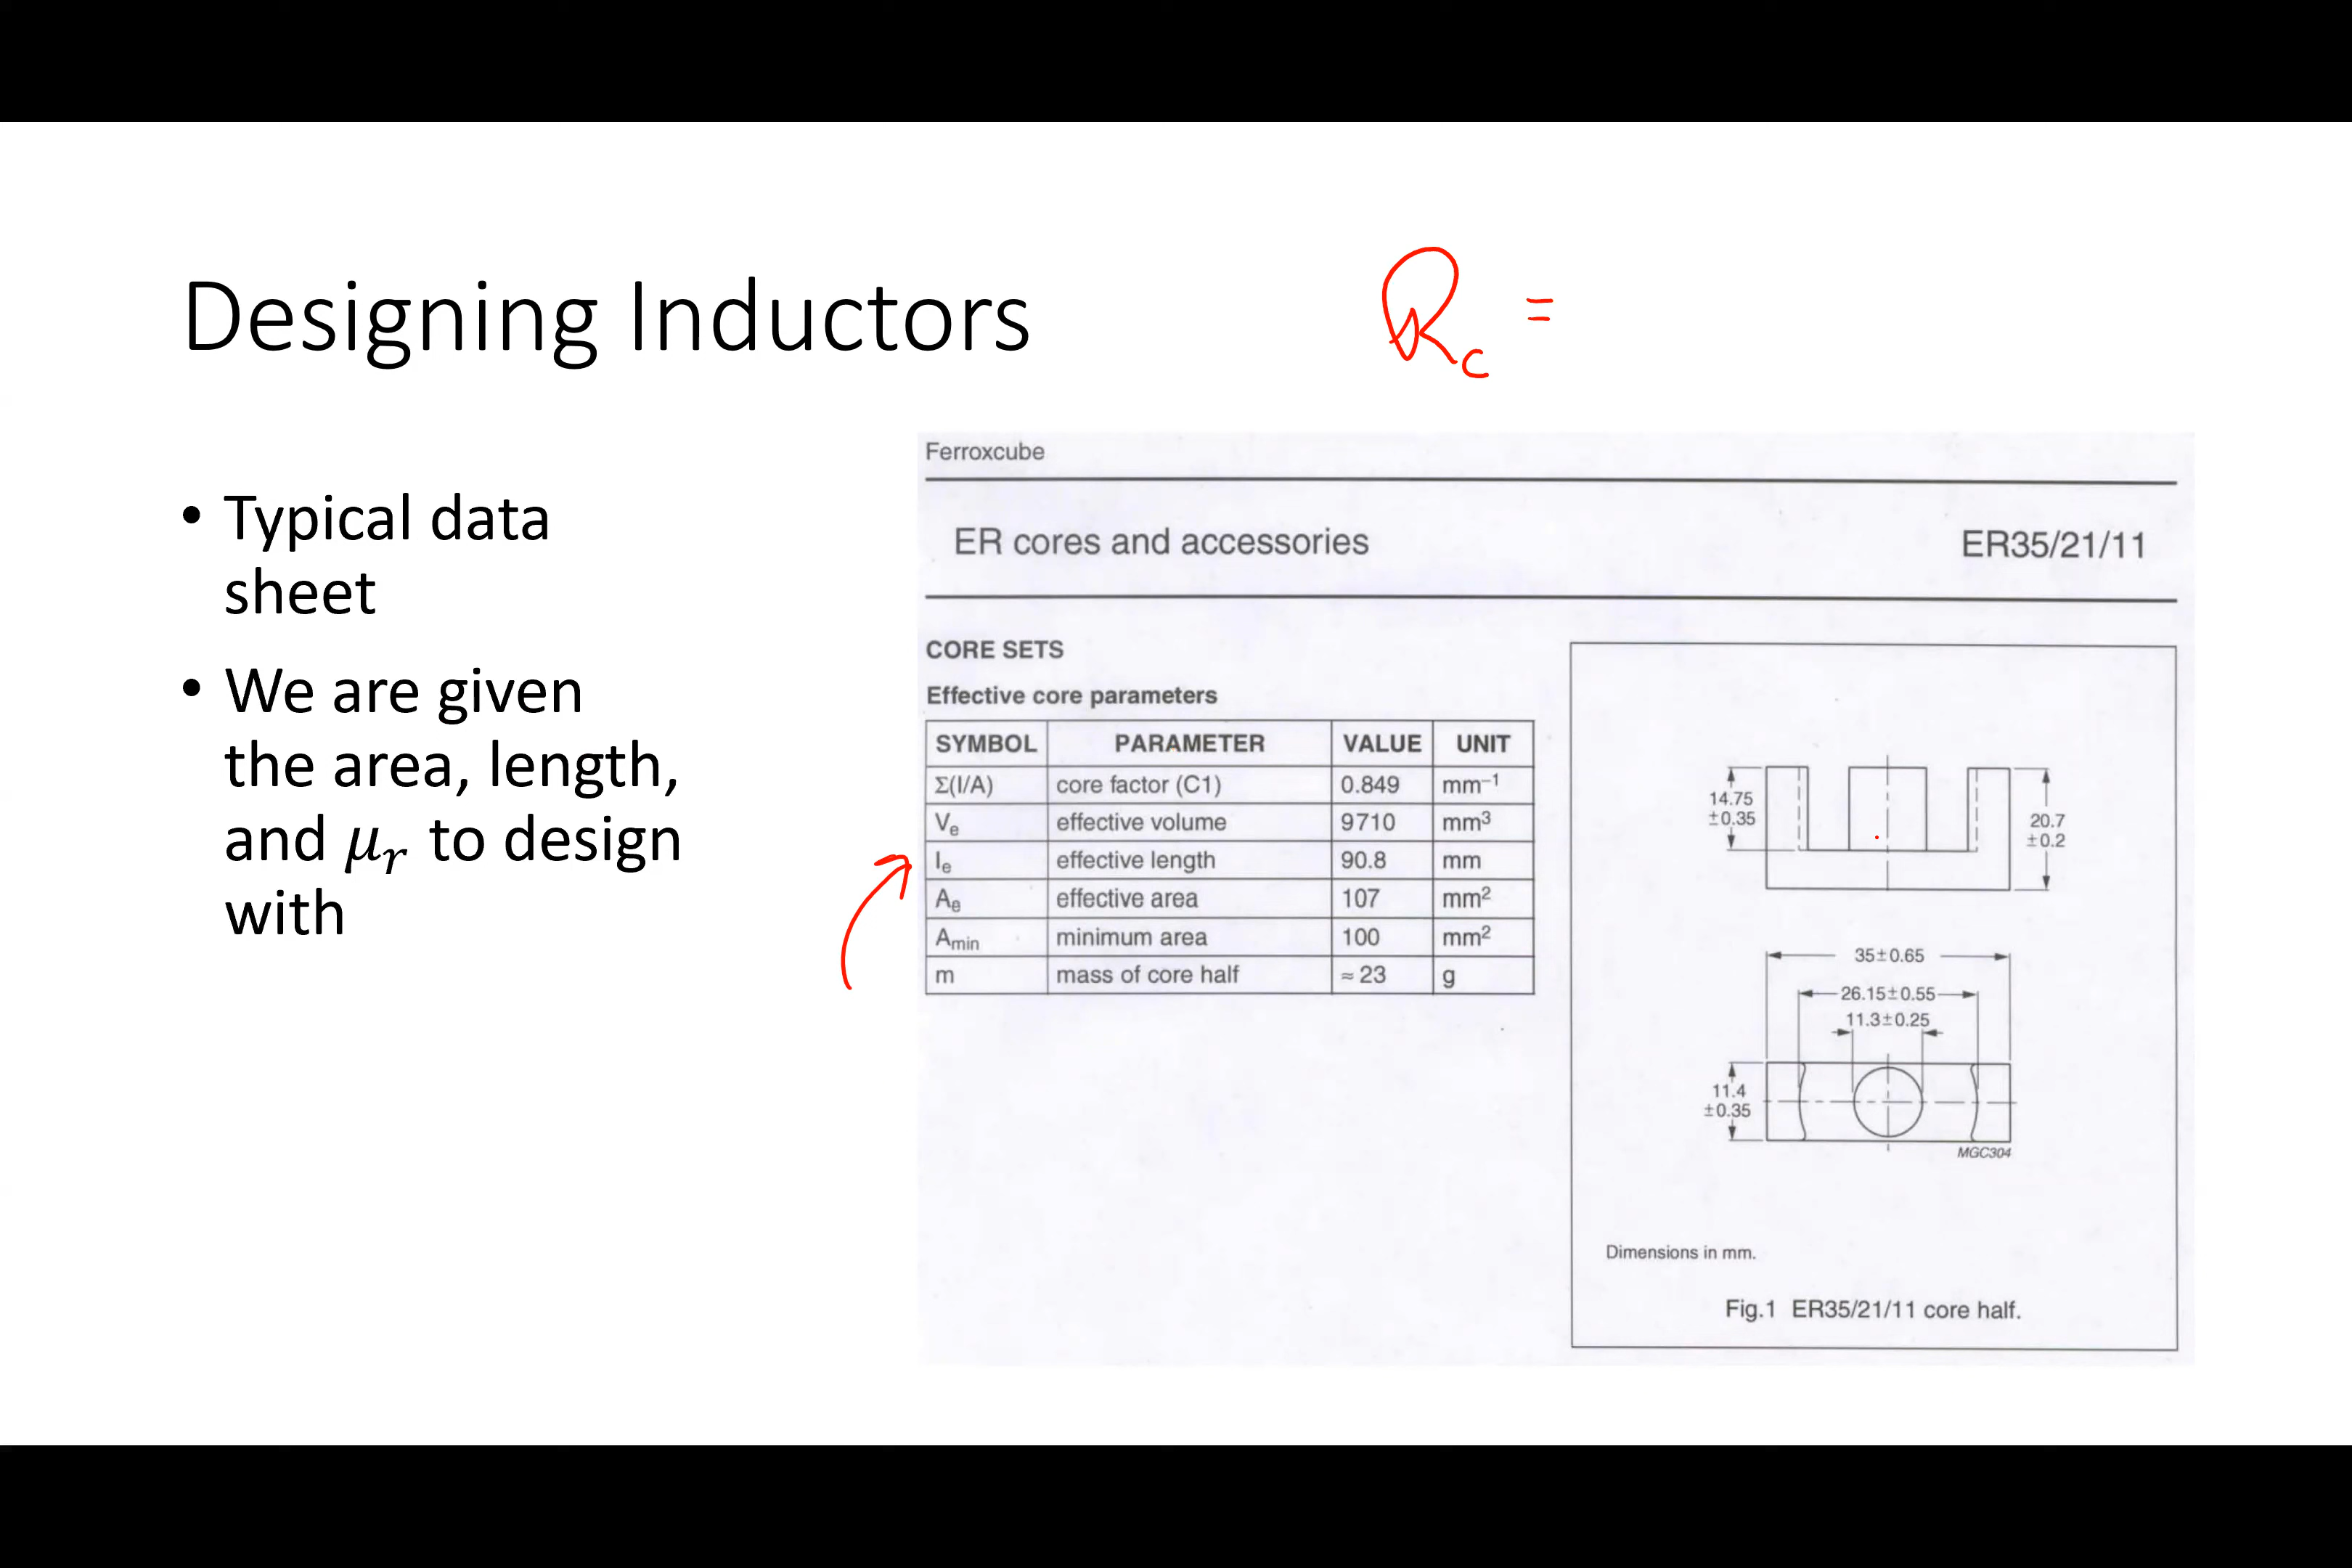 Designing Inductors
R_c =
• Typical data
sheet
• We are given
the area, length,
and μ_r to design
with
Ferroxcube
ER cores and accessories ER35/21/11
CORE SETS
Effective core parameters
SYMBOL PARAMETER VALUE UNIT
Σ(I/A) core factor (C1) 0.849 mm⁻¹
Vₑ effective volume 9710 mm³
lₑ effective length 90.8 mm
Aₑ effective area 107 mm²
A_min minimum area 100 mm²
m mass of core half ≈ 23 g
14.75
±0.35
20.7
±0.2
35±0.65
26.15±0.55
11.3±0.25
11.4
±0.35
MGC304
Dimensions in mm.
Fig.1 ER35/21/11 core half.